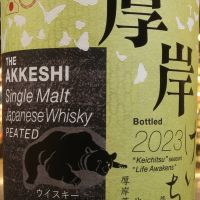 厚岸
THE
AKKESHI
Single Malt
Japanese Whisky
PEATED
Bottled
2023
"Keichitsu" season
"Life Awakens"
ウイスキー